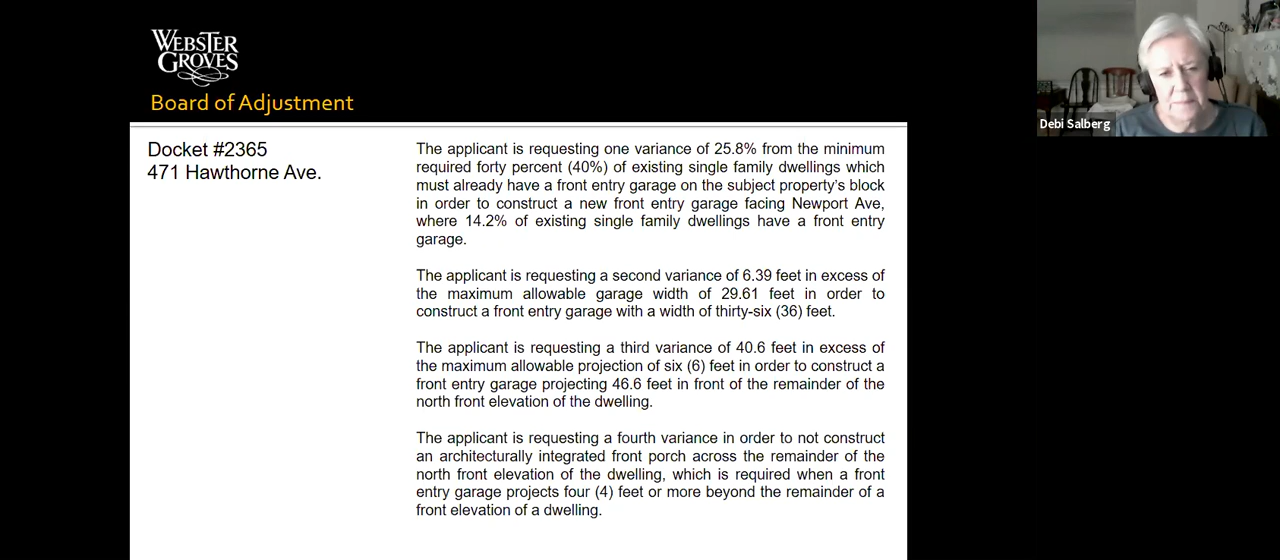 WEBSTER
GROVES
Board of Adjustment
Docket #2365
471 Hawthorne Ave.
The applicant is requesting one variance of 25.8% from the minimum
required forty percent (40%) of existing single family dwellings which
must already have a front entry garage on the subject property's block
in order to construct a new front entry garage facing Newport Ave,
where 14.2% of existing single family dwellings have a front entry
garage.
The applicant is requesting a second variance of 6.39 feet in excess of
the maximum allowable garage width of 29.61 feet in order to
construct a front entry garage with a width of thirty-six (36) feet.
The applicant is requesting a third variance of 40.6 feet in excess of
the maximum allowable projection of six (6) feet in order to construct a
front entry garage projecting 46.6 feet in front of the remainder of the
north front elevation of the dwelling.
The applicant is requesting a fourth variance in order to not construct
an architecturally integrated front porch across the remainder of the
north front elevation of the dwelling, which is required when a front
entry garage projects four (4) feet or more beyond the remainder of a
front elevation of a dwelling.
Debi Salberg